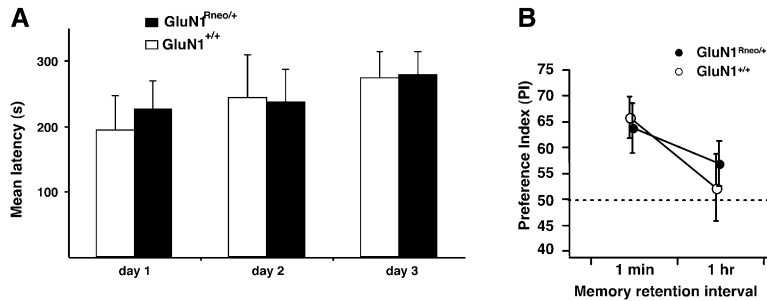 A
GluN1Rneo/+
GluN1+/+
Mean latency (s)
300
200
100
day 1
day 2
day 3
B
GluN1Rneo/+
GluN1+/+
Preference Index (PI)
75
70
65
60
55
50
45
40
1 min
1 hr
Memory retention interval